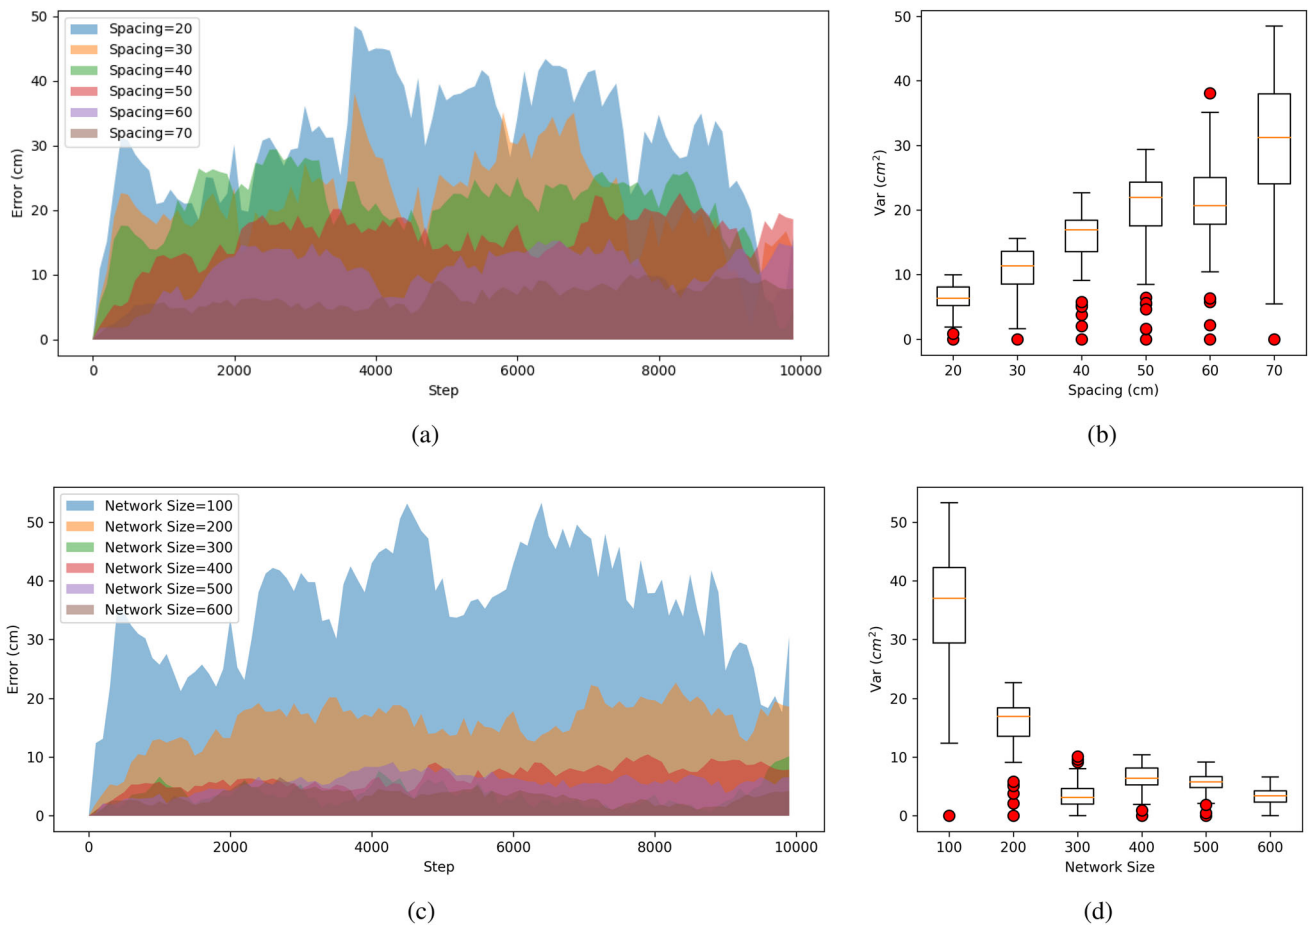 50
40
30
20
10
0
Error (cm)
Spacing=20
Spacing=30
Spacing=40
Spacing=50
Spacing=60
Spacing=70
0
2000
4000
6000
8000
10000
Step
(a)
50
40
30
20
10
0
Var (cm²)
20
30
40
50
60
70
Spacing (cm)
(b)
50
40
30
20
10
0
Error (cm)
Network Size=100
Network Size=200
Network Size=300
Network Size=400
Network Size=500
Network Size=600
0
2000
4000
6000
8000
10000
Step
(c)
50
40
30
20
10
0
Var (cm²)
100
200
300
400
500
600
Network Size
(d)